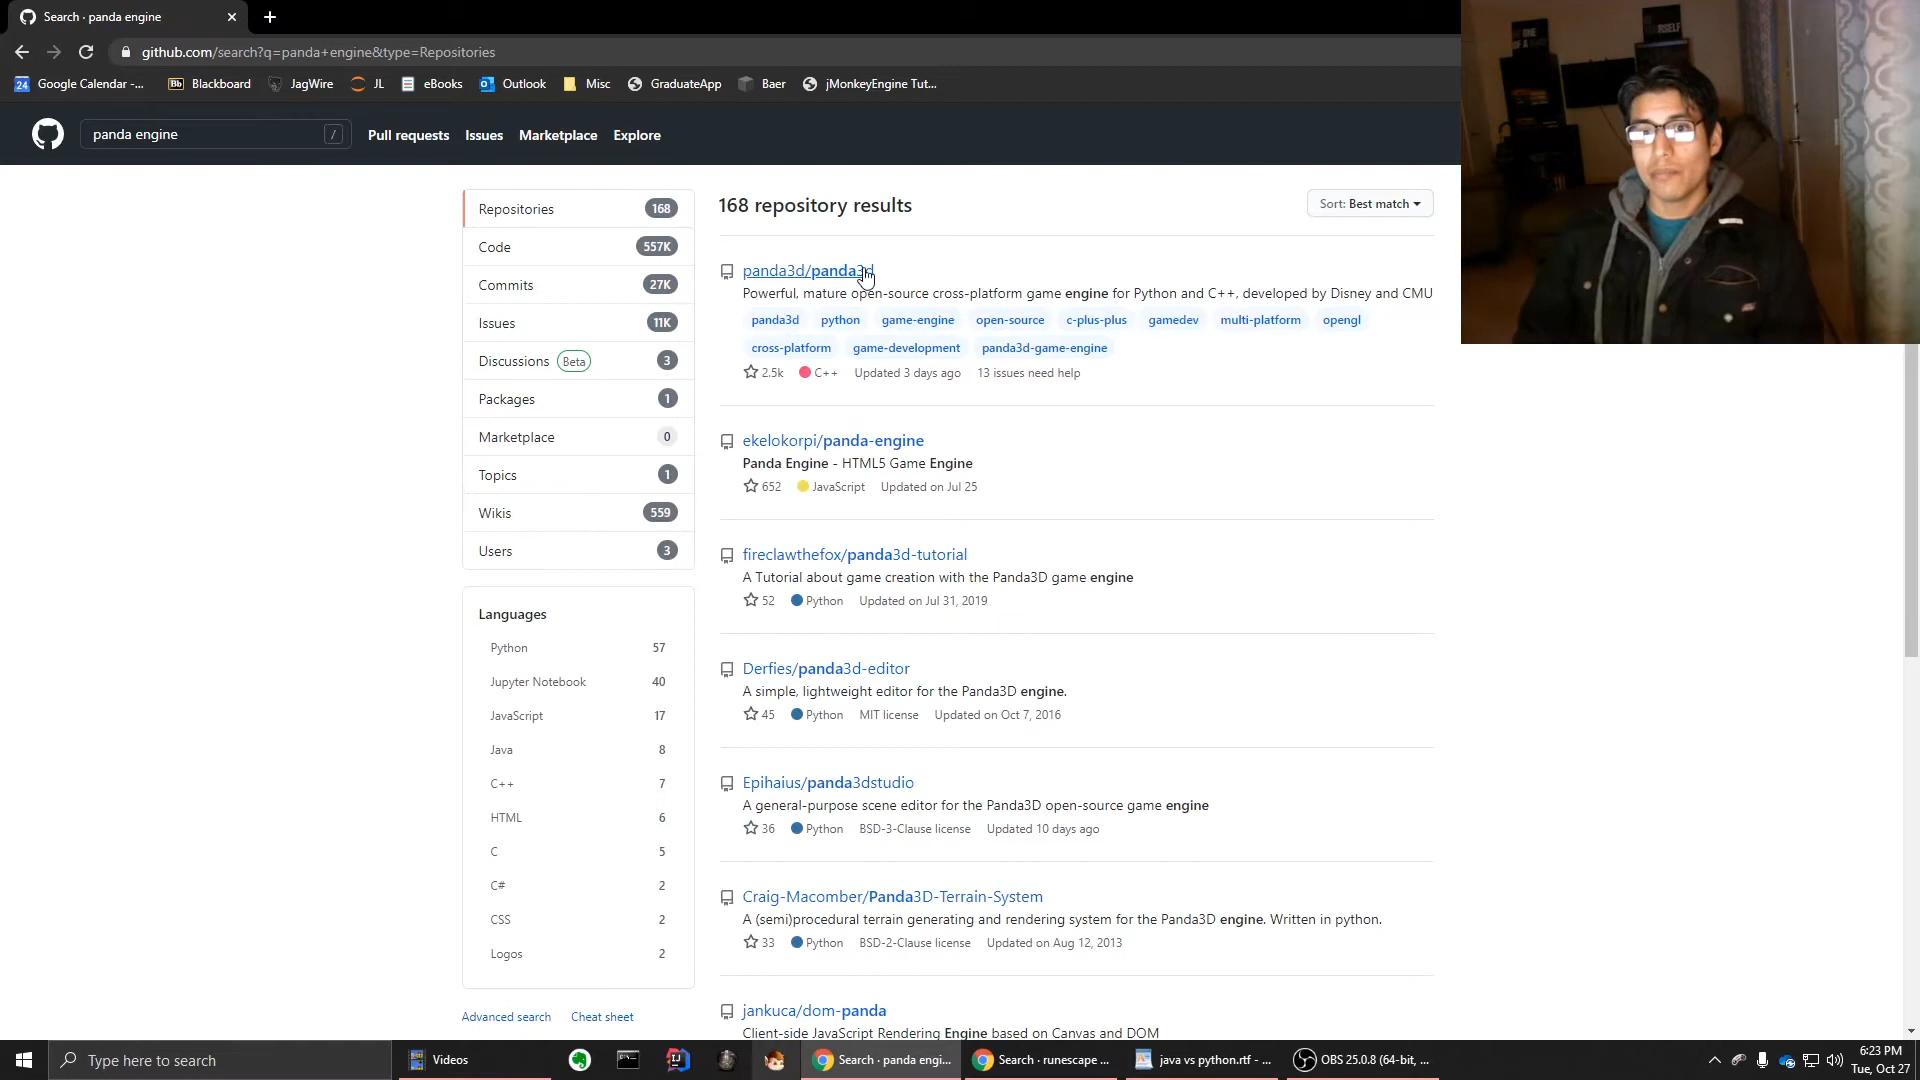 Search · panda engine
github.com/search?q=panda+engine&type=Repositories
24 Google Calendar -... Bb Blackboard JagWire JL eBooks Outlook Misc GraduateApp Baer jMonkeyEngine Tut...
panda engine / Pull requests Issues Marketplace Explore
Repositories 168
Code 557K
Commits 27K
Issues 11K
Discussions Beta 3
Packages 1
Marketplace 0
Topics 1
Wikis 559
Users 3
Languages
Python 57
Jupyter Notebook 40
JavaScript 17
Java 8
C++ 7
HTML 6
C 5
C# 2
CSS 2
Logos 2
Advanced search Cheat sheet
168 repository results
Sort: Best match
panda3d/panda3d
Powerful, mature open-source cross-platform game engine for Python and C++, developed by Disney and CMU
panda3d python game-engine open-source c-plus-plus gamedev multi-platform opengl
cross-platform game-development panda3d-game-engine
2.5k C++ Updated 3 days ago 13 issues need help
ekelokorpi/panda-engine
Panda Engine - HTML5 Game Engine
652 JavaScript Updated on Jul 25
fireclawthefox/panda3d-tutorial
A Tutorial about game creation with the Panda3D game engine
52 Python Updated on Jul 31, 2019
Derfies/panda3d-editor
A simple, lightweight editor for the Panda3D engine.
45 Python MIT license Updated on Oct 7, 2016
Epihaius/panda3dstudio
A general-purpose scene editor for the Panda3D open-source game engine
36 Python BSD-3-Clause license Updated 10 days ago
Craig-Macomber/Panda3D-Terrain-System
A (semi)procedural terrain generating and rendering system for the Panda3D engine. Written in python.
33 Python BSD-2-Clause license Updated on Aug 12, 2013
jankuca/dom-panda
Client-side JavaScript Rendering Engine based on Canvas and DOM
Type here to search Videos Search · panda engi... Search · runescape ... java vs python.rtf - ... OBS 25.0.8 (64-bit, ...
6:23 PM
Tue, Oct 27